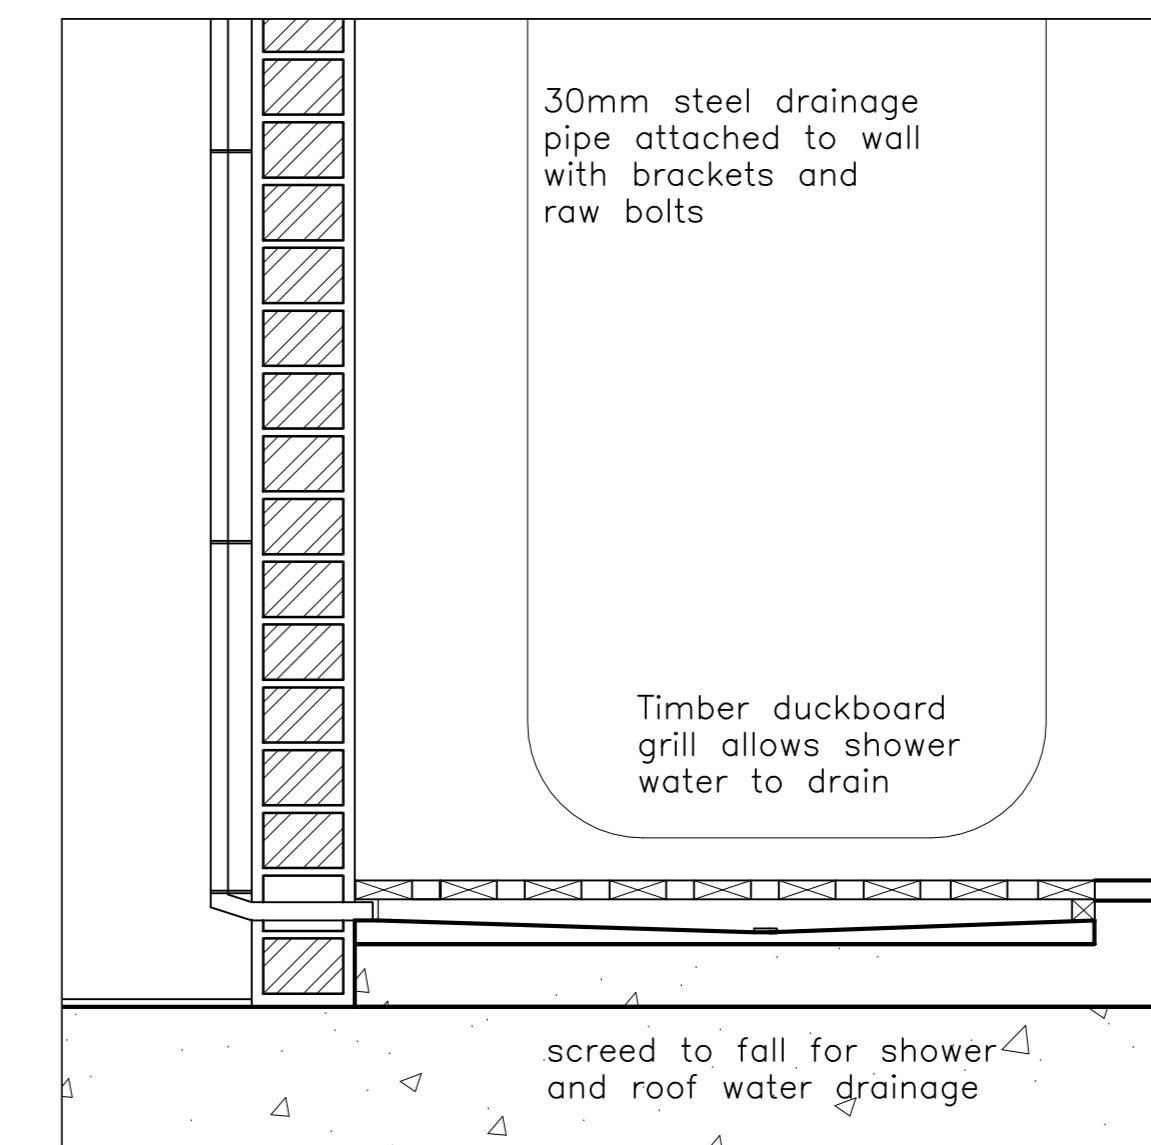 30mm steel drainage
pipe attached to wall
with brackets and
raw bolts
Timber duckboard
grill allows shower
water to drain
screed to fall for shower
and roof water drainage